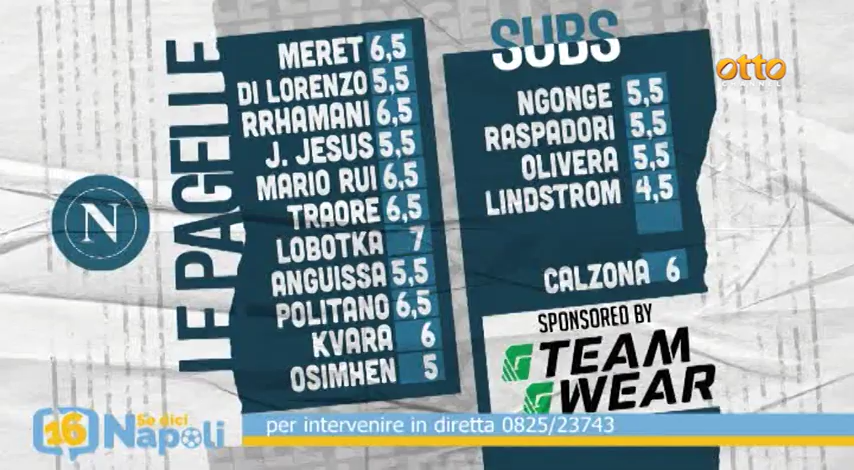 LE PAGELLE
MERET 6,5
DI LORENZO 5,5
RRHAMANI 6,5
J. JESUS 5,5
MARIO RUI 6,5
TRAORE 6,5
LOBOTKA 7
ANGUISSA 5,5
POLITANO 6,5
KVARA 6
OSIMHEN 5
N
SUBS
NGONGE 5,5
RASPADORI 5,5
OLIVERA 5,5
LINDSTROM 4,5
CALZONA 6
SPONSORED BY
TEAM
WEAR
otto
16 Se dici
Napoli
per intervenire in diretta 0825/23743